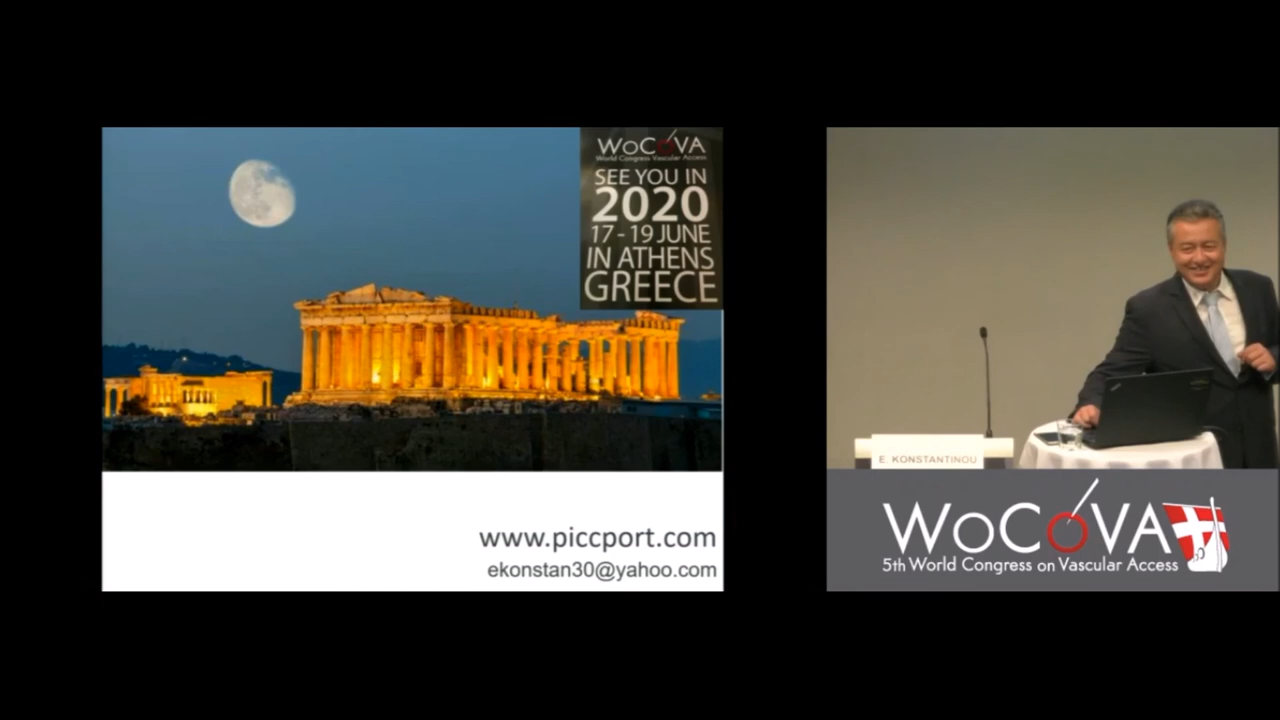 WoCoVA
World Congress Vascular Access
SEE YOU IN
2020
17 - 19 JUNE
IN ATHENS
GREECE
www.piccport.com
ekonstan30@yahoo.com
E. KONSTANTINOU
WoCoVA
5th World Congress on Vascular Access